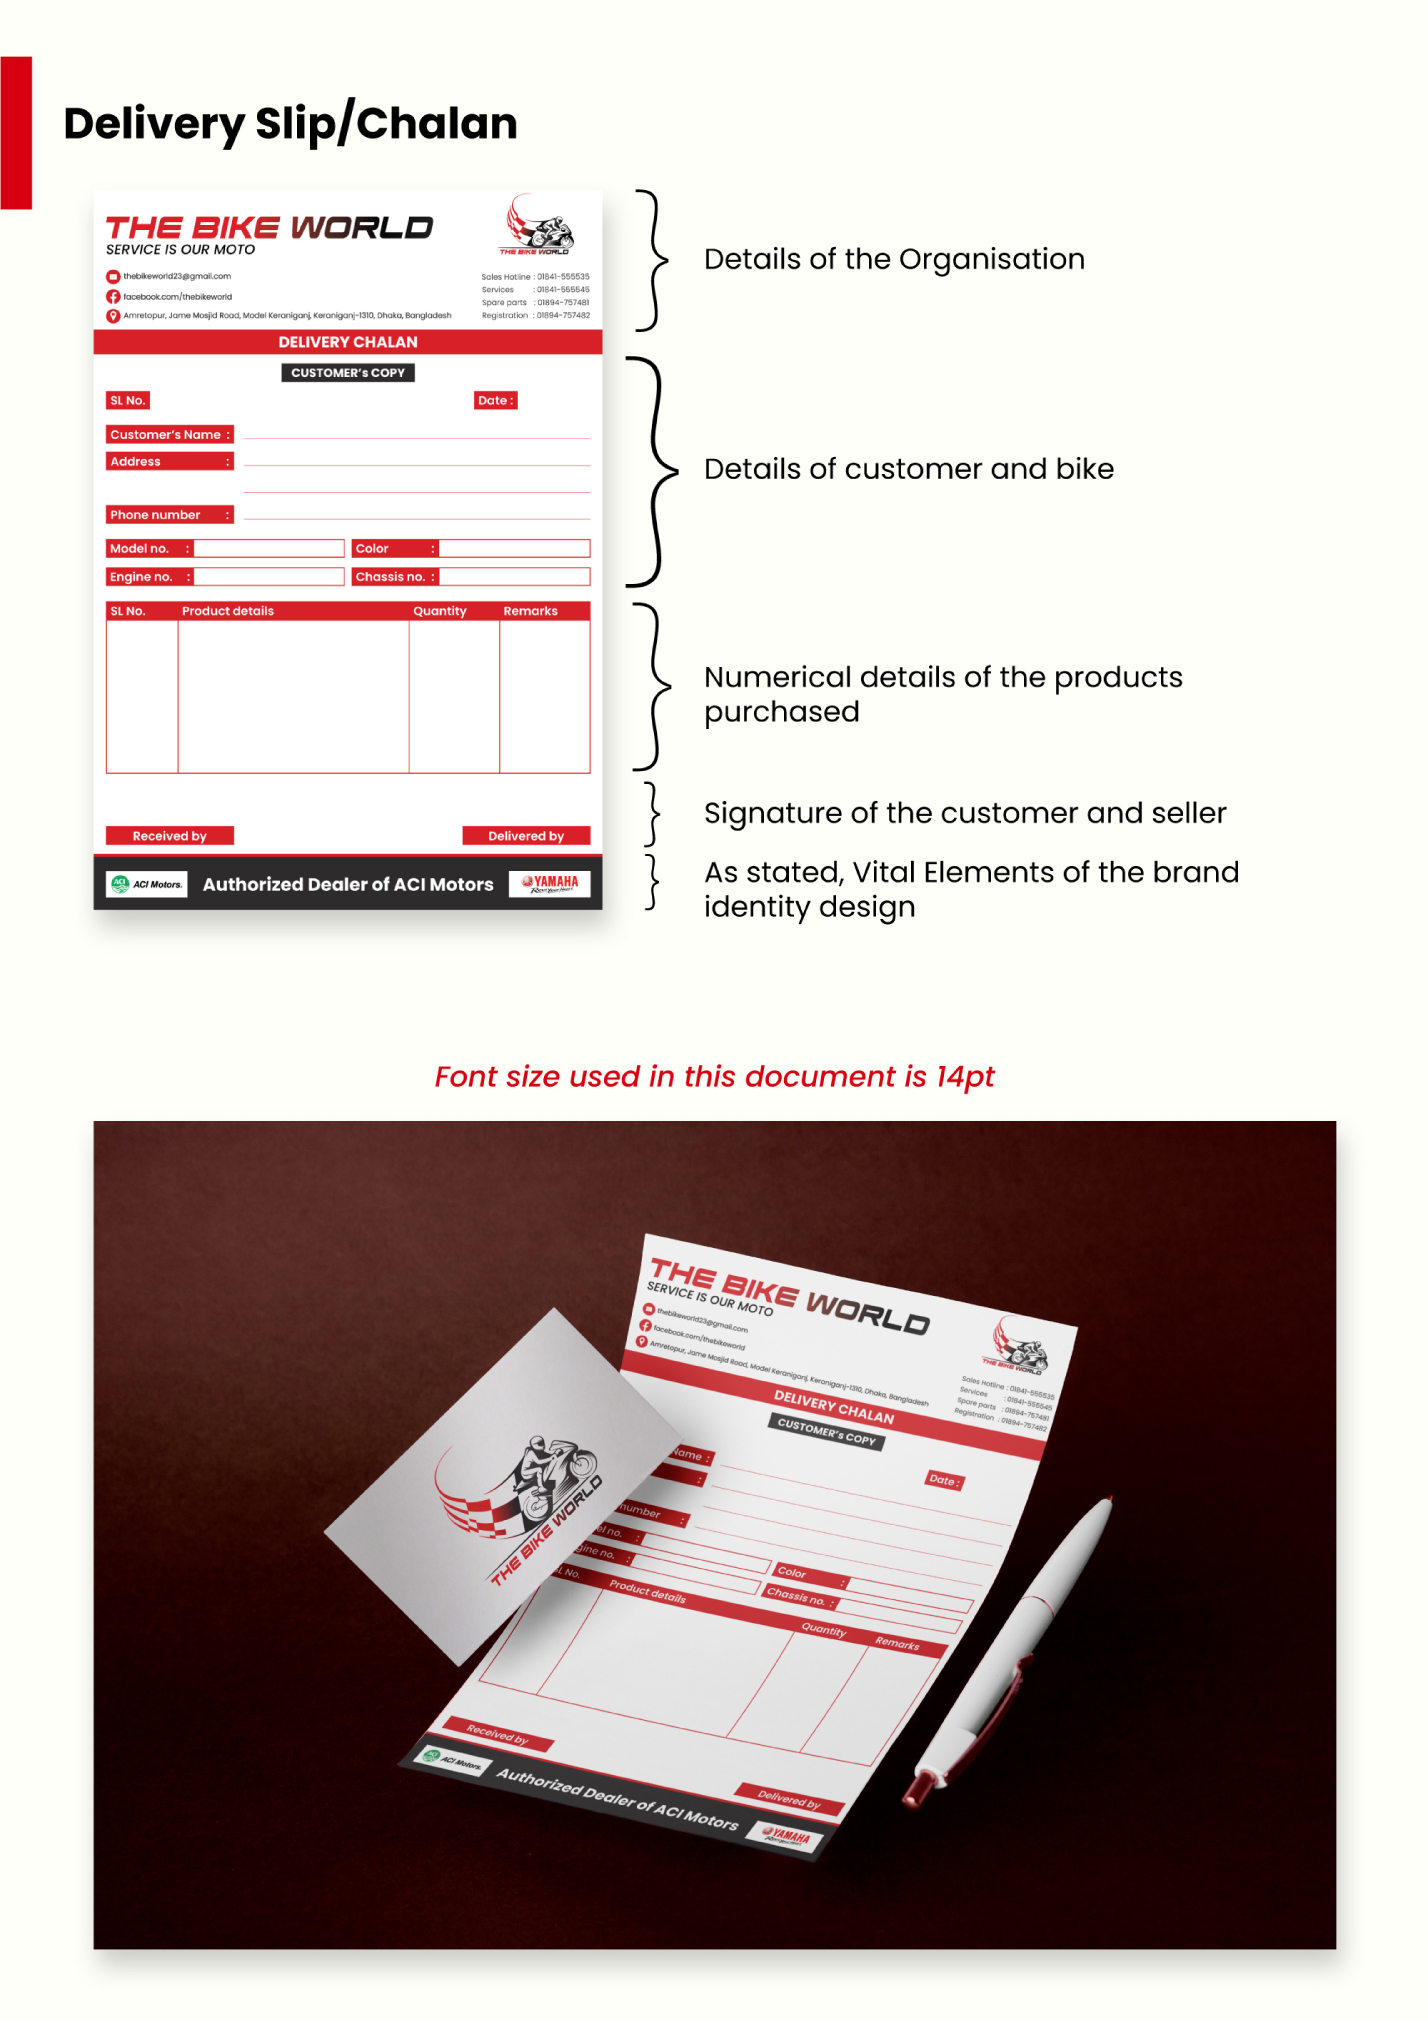 Delivery Slip/Chalan
THE BIKE WORLD
SERVICE IS OUR MOTO
THE BIKE WORLD
thebikeworld23@gmail.com
facebook.com/thebikeworld
Amretopur, Jame Mosjid Road, Model Keraniganj, Keraniganj-1310, Dhaka, Bangladesh
Sales Hotline : 01841-555535
Services : 01841-555545
Spare parts : 01894-757481
Registration : 01894-757482
DELIVERY CHALAN
CUSTOMER's COPY
SL No.
Date :
Customer's Name :
Address :
Phone number :
Model no. :
Color :
Engine no. :
Chassis no. :
SL No. Product details Quantity Remarks
Received by
Delivered by
ACI
ACI Motors.
Authorized Dealer of ACI Motors
YAMAHA
Revs Your Heart
Details of the Organisation
Details of customer and bike
Numerical details of the products
purchased
Signature of the customer and seller
As stated, Vital Elements of the brand
identity design
Font size used in this document is 14pt
THE BIKE WORLD
SERVICE IS OUR MOTO
THE BIKE WORLD
thebikeworld23@gmail.com
facebook.com/thebikeworld
Amretopur, Jame Mosjid Road, Model Keraniganj, Keraniganj-1310, Dhaka, Bangladesh
Sales Hotline : 01841-555535
Services : 01841-555545
Spare parts : 01894-757481
Registration : 01894-757482
DELIVERY CHALAN
CUSTOMER's COPY
Date :
Name :
:
number :
el no. :
Color :
gine no. :
Chassis no. :
L No. Product details Quantity Remarks
Received by
Delivered by
ACI Motors.
Authorized Dealer of ACI Motors
YAMAHA
THE BIKE WORLD